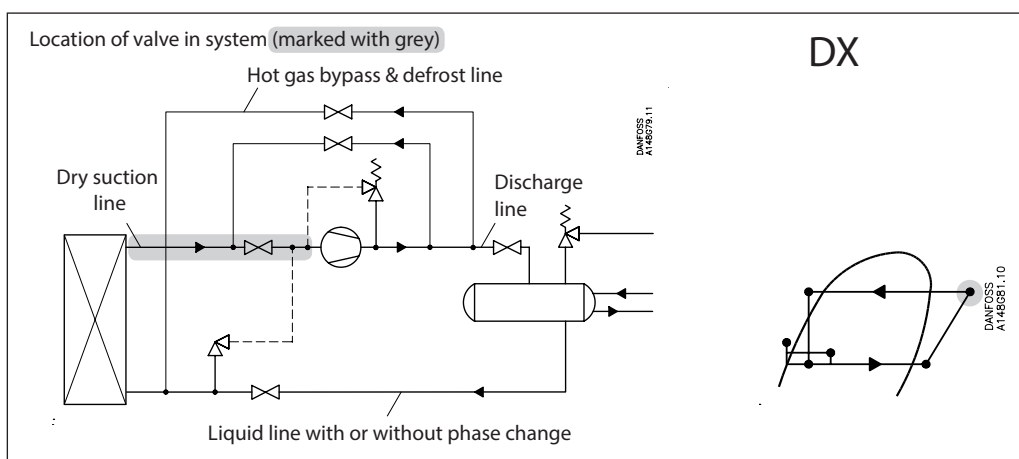 Location of valve in system (marked with grey)
DX
Hot gas bypass & defrost line
DANFOSS
A148G79.11
Dry suction
line
Discharge
line
DANFOSS
A148G81.10
Liquid line with or without phase change